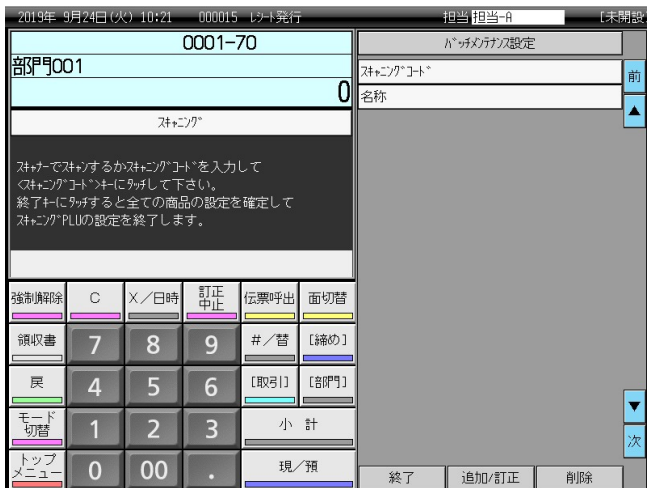 2019年 9月24日(火) 10:21 000015 ﾚｼｰﾄ発行 担当 担当-A [未開設
0001-70
部門001
0
ｽｷｬﾆﾝｸﾞ
ｽｷｬﾅｰでｽｷｬﾝするかｽｷｬﾆﾝｸﾞｺｰﾄﾞを入力して
<ｽｷｬﾆﾝｸﾞｺｰﾄﾞ>ｷｰにﾀｯﾁして下さい。
終了ｷｰにﾀｯﾁすると全ての商品の設定を確定して
ｽｷｬﾆﾝｸﾞPLUの設定を終了します。
ﾊﾞｯﾁﾒﾝﾃﾅﾝｽ設定
ｽｷｬﾆﾝｸﾞｺｰﾄﾞ
名称
前
▲
▼
次
強制解除 C X／日時 訂正中止 伝票呼出 面切替
領収書 7 8 9 #／替 [締め]
戻 4 5 6 [取引] [部門]
モード切替 1 2 3 小 計
トップメニュー 0 00 . 現／預
終了 追加/訂正 削除